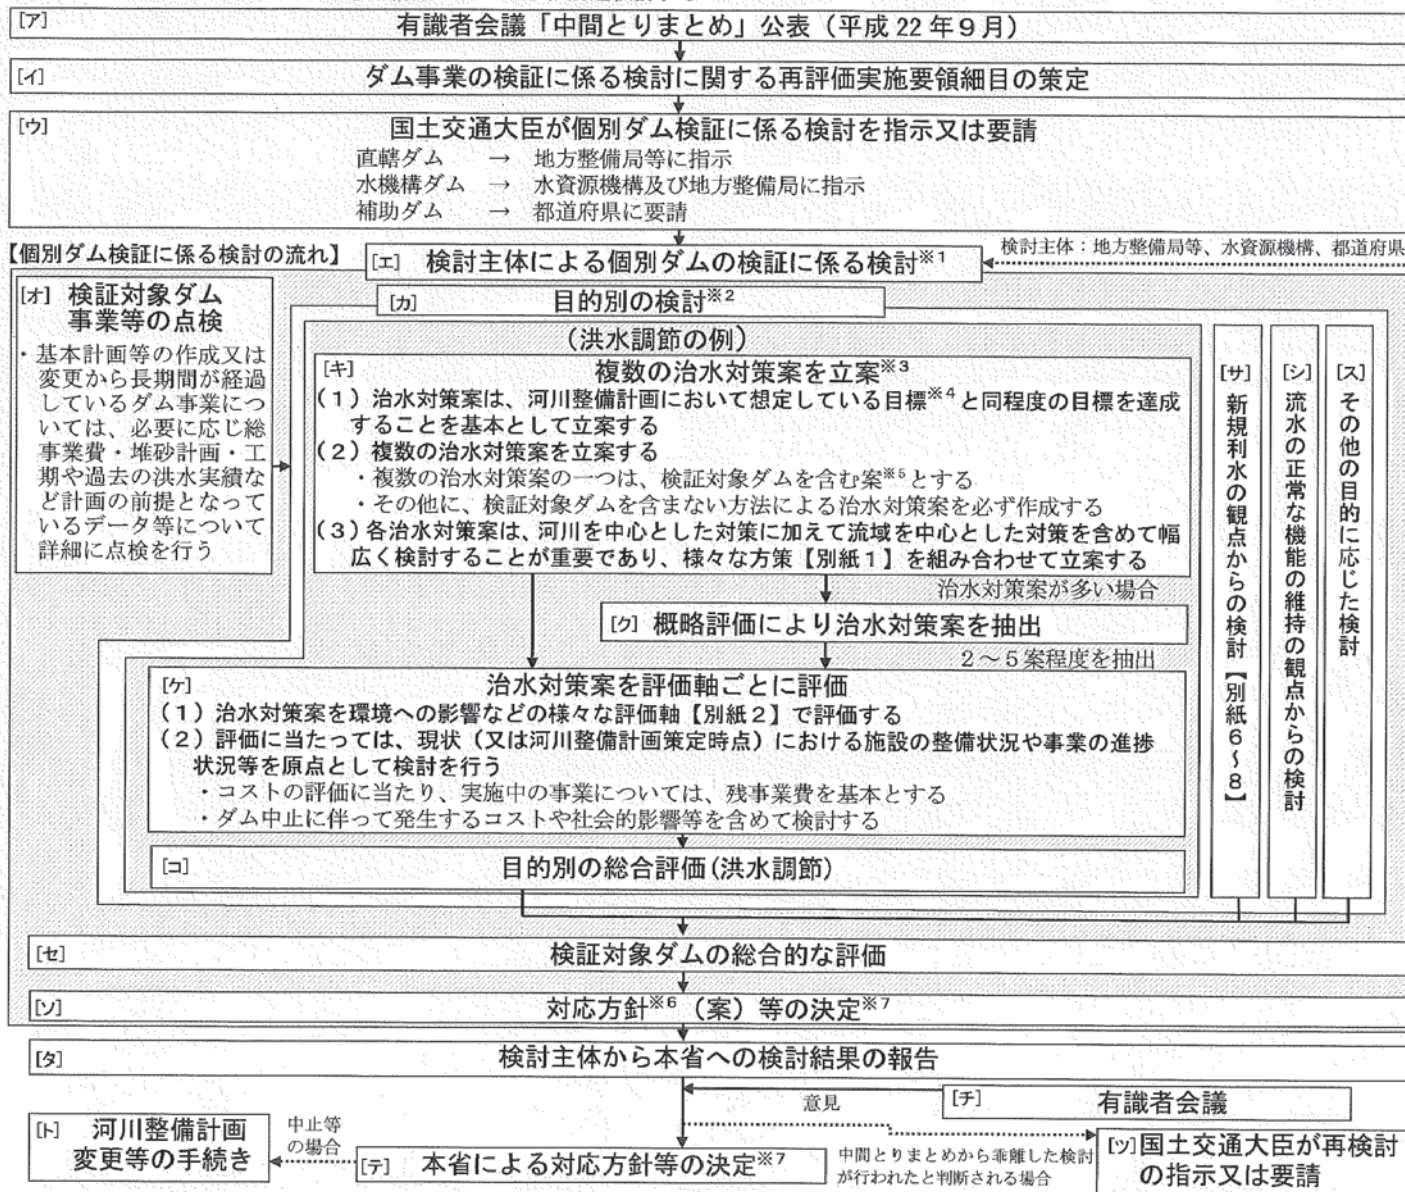 [ア] 有識者会議「中間とりまとめ」公表（平成22年９月）
[イ] ダム事業の検証に係る検討に関する再評価実施要領細目の策定
[ウ] 国土交通大臣が個別ダム検証に係る検討を指示又は要請
直轄ダム → 地方整備局等に指示
水機構ダム → 水資源機構及び地方整備局に指示
補助ダム → 都道府県に要請
【個別ダム検証に係る検討の流れ】
[エ] 検討主体による個別ダムの検証に係る検討※1
検討主体：地方整備局等、水資源機構、都道府県
[オ] 検証対象ダム
事業等の点検
・基本計画等の作成又は
変更から長期間が経過
しているダム事業につ
いては、必要に応じ総
事業費・堆砂計画・工
期や過去の洪水実績な
ど計画の前提となって
いるデータ等について
詳細に点検を行う
[カ] 目的別の検討※2
（洪水調節の例）
[キ] 複数の治水対策案を立案※3
（１）治水対策案は、河川整備計画において想定している目標※4と同程度の目標を達成
することを基本として立案する
（２）複数の治水対策案を立案する
・複数の治水対策案の一つは、検証対象ダムを含む案※5とする
・その他に、検証対象ダムを含まない方法による治水対策案を必ず作成する
（３）各治水対策案は、河川を中心とした対策に加えて流域を中心とした対策を含めて幅
広く検討することが重要であり、様々な方策【別紙１】を組み合わせて立案する
治水対策案が多い場合
[ク] 概略評価により治水対策案を抽出
２～５案程度を抽出
[ケ] 治水対策案を評価軸ごとに評価
（１）治水対策案を環境への影響などの様々な評価軸【別紙２】で評価する
（２）評価に当たっては、現状（又は河川整備計画策定時点）における施設の整備状況や事業の進捗
状況等を原点として検討を行う
・コストの評価に当たり、実施中の事業については、残事業費を基本とする
・ダム中止に伴って発生するコストや社会的影響等を含めて検討する
[コ] 目的別の総合評価(洪水調節)
[サ] 新規利水の観点からの検討【別紙６～８】
[シ] 流水の正常な機能の維持の観点からの検討
[ス] その他の目的に応じた検討
[セ] 検証対象ダムの総合的な評価
[ソ] 対応方針※6（案）等の決定※7
[タ] 検討主体から本省への検討結果の報告
意見
[チ] 有識者会議
[ト] 河川整備計画
変更等の手続き
中止等
の場合
[テ] 本省による対応方針等の決定※7
中間とりまとめから乖離した検討
が行われたと判断される場合
[ツ] 国土交通大臣が再検討
の指示又は要請